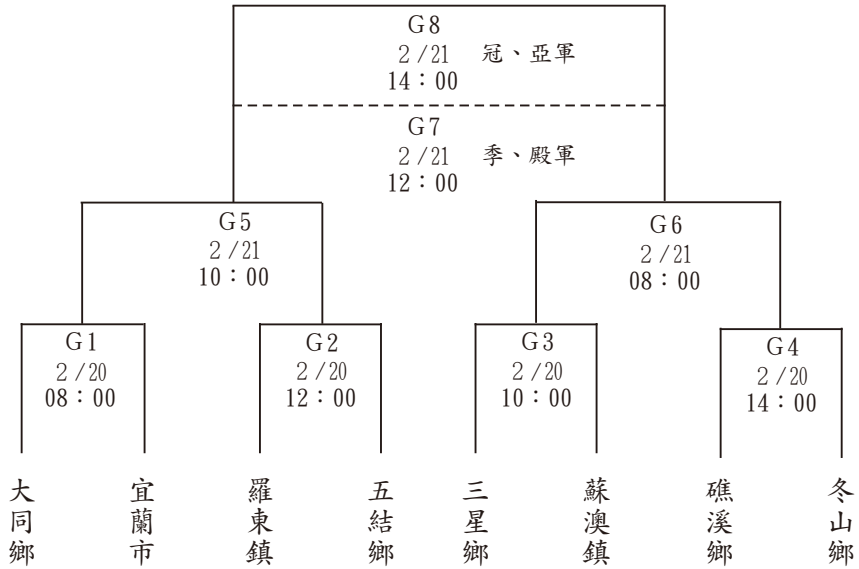 G8
2/21 冠、亞軍
14：00
G7
2/21 季、殿軍
12：00
G5
2/21
10：00
G6
2/21
08：00
G1
2/20
08：00
G2
2/20
12：00
G3
2/20
10：00
G4
2/20
14：00
大同鄉
宜蘭市
羅東鎮
五結鄉
三星鄉
蘇澳鎮
礁溪鄉
冬山鄉